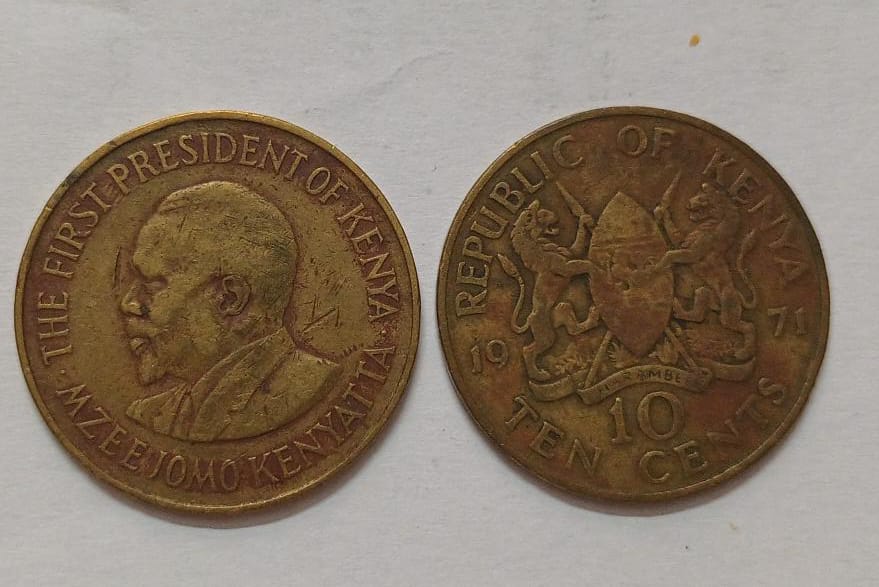 THE FIRST PRESIDENT OF KENYA
MZEE JOMO KENYATTA
REPUBLIC OF KENYA
19 71
HARAMBEE
10
TEN CENTS